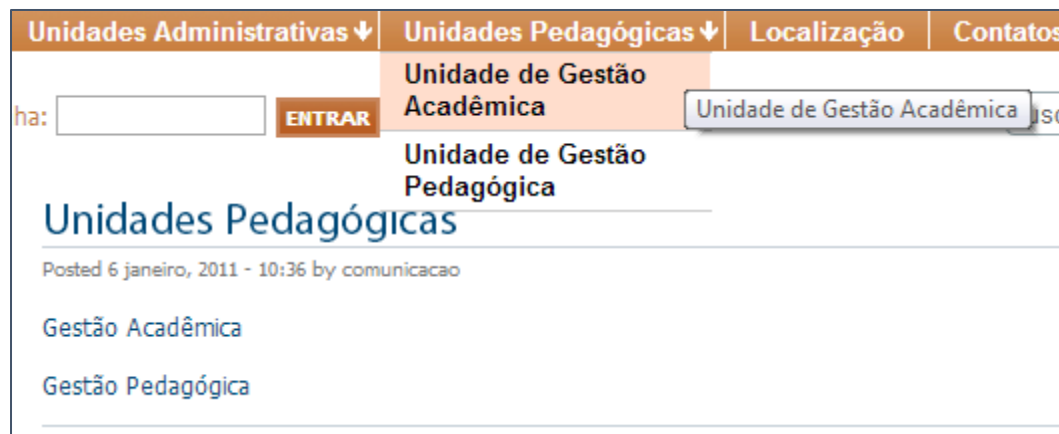 Unidades Administrativas Unidades Pedagógicas Localização Contatos
Unidade de Gestão
Acadêmica
Unidade de Gestão Acadêmica
ha: ENTRAR
Unidade de Gestão
Pedagógica
Unidades Pedagógicas
Posted 6 janeiro, 2011 - 10:36 by comunicacao
Gestão Acadêmica
Gestão Pedagógica